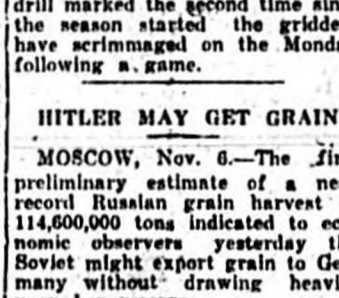 drill marked the second time sin
the season started the gridde
have scrimmaged on the Monda
following a game.
HITLER MAY GET GRAIN
MOSCOW, Nov. 6.—The fir
preliminary estimate of a ne
record Russian grain harvest
114,600,000 tons indicated to ec
nomic observers yesterday t
Soviet might export grain to Ge
many without drawing heavi